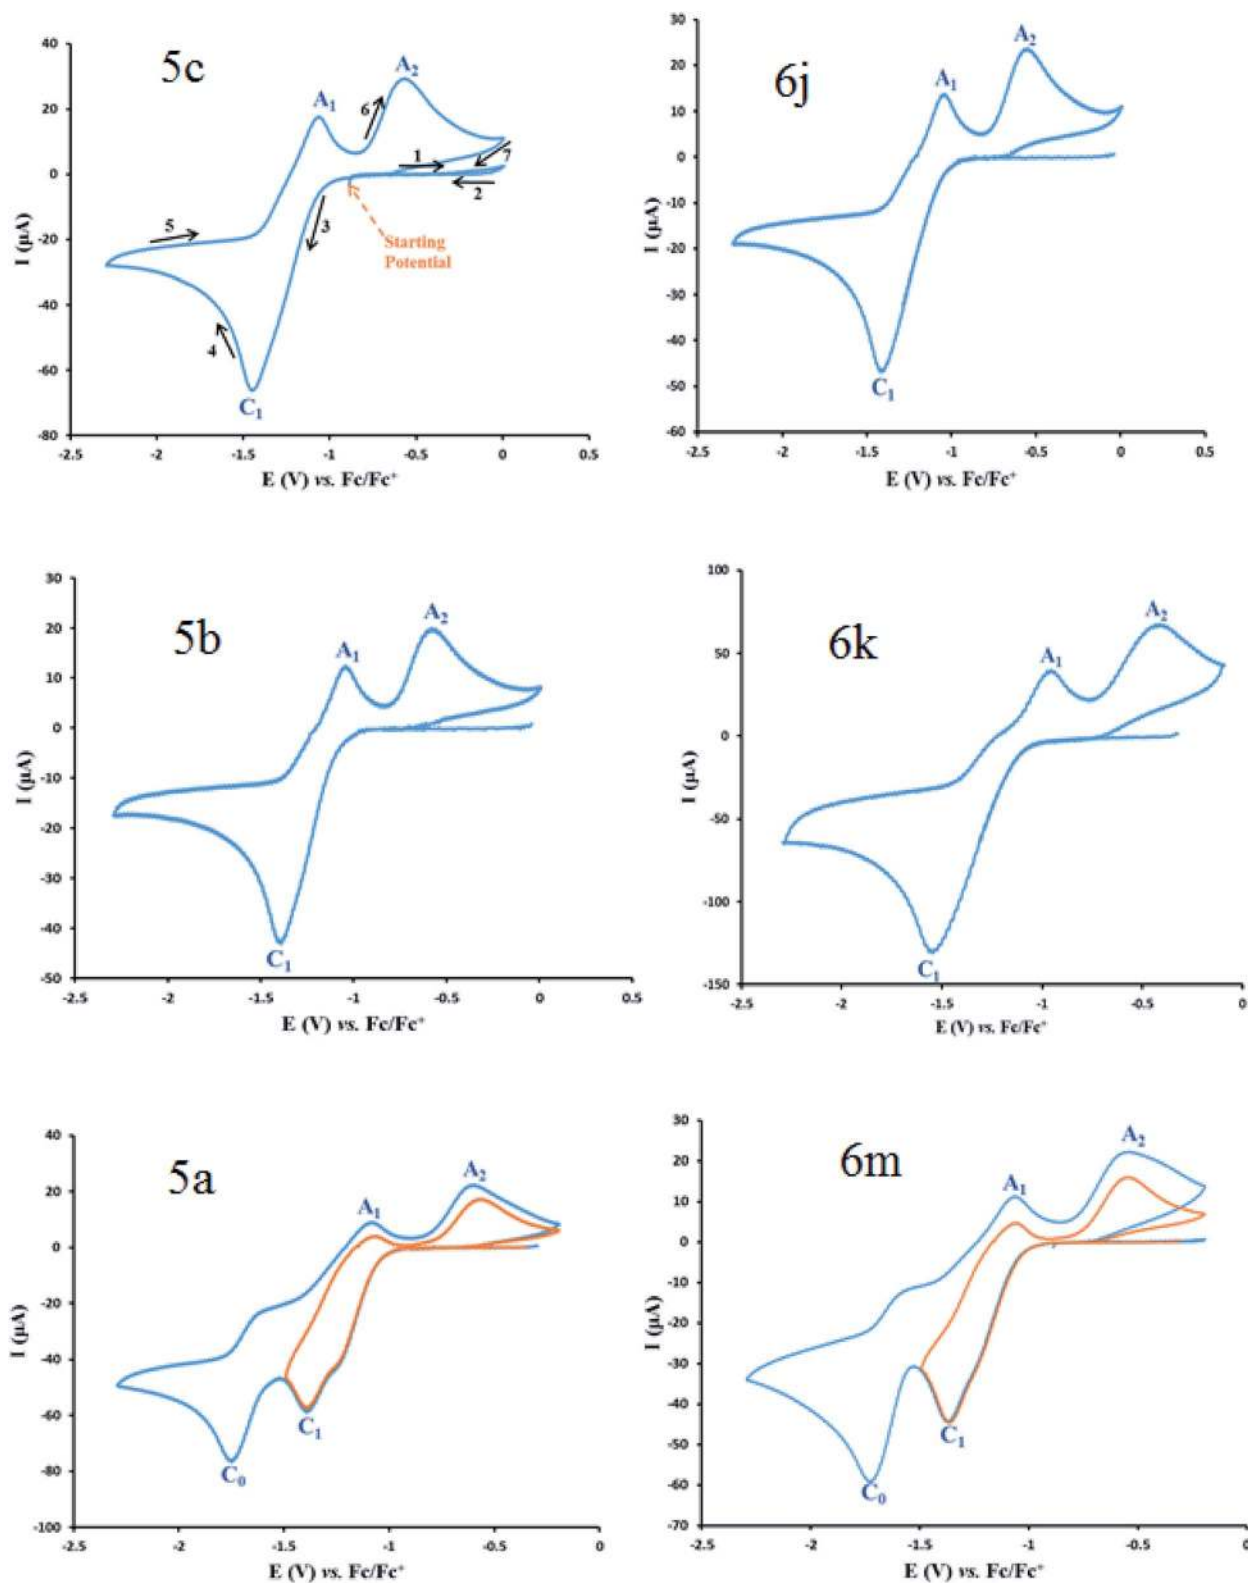 5c
A₁
A₂
6
1
7
2
3
5
4
C₁
Starting
Potential
40
20
0
-20
-40
-60
-80
I (µA)
-2.5 -2 -1.5 -1 -0.5 0 0.5
E (V) vs. Fc/Fc⁺
6j
A₁
A₂
C₁
30
20
10
0
-10
-20
-30
-40
-50
-60
I (µA)
-2.5 -2 -1.5 -1 -0.5 0 0.5
E (V) vs. Fc/Fc⁺
5b
A₁
A₂
C₁
30
20
10
0
-10
-20
-30
-40
-50
I (µA)
-2.5 -2 -1.5 -1 -0.5 0 0.5
E (V) vs. Fc/Fc⁺
6k
A₁
A₂
C₁
100
50
0
-50
-100
-150
I (µA)
-2.5 -2 -1.5 -1 -0.5 0
E (V) vs. Fc/Fc⁺
5a
A₁
A₂
C₁
C₀
40
20
0
-20
-40
-60
-80
-100
I (µA)
-2.5 -2 -1.5 -1 -0.5 0
E (V) vs. Fc/Fc⁺
6m
A₁
A₂
C₁
C₀
30
20
10
0
-10
-20
-30
-40
-50
-60
-70
I (µA)
-2.5 -2 -1.5 -1 -0.5 0
E (V) vs. Fc/Fc⁺